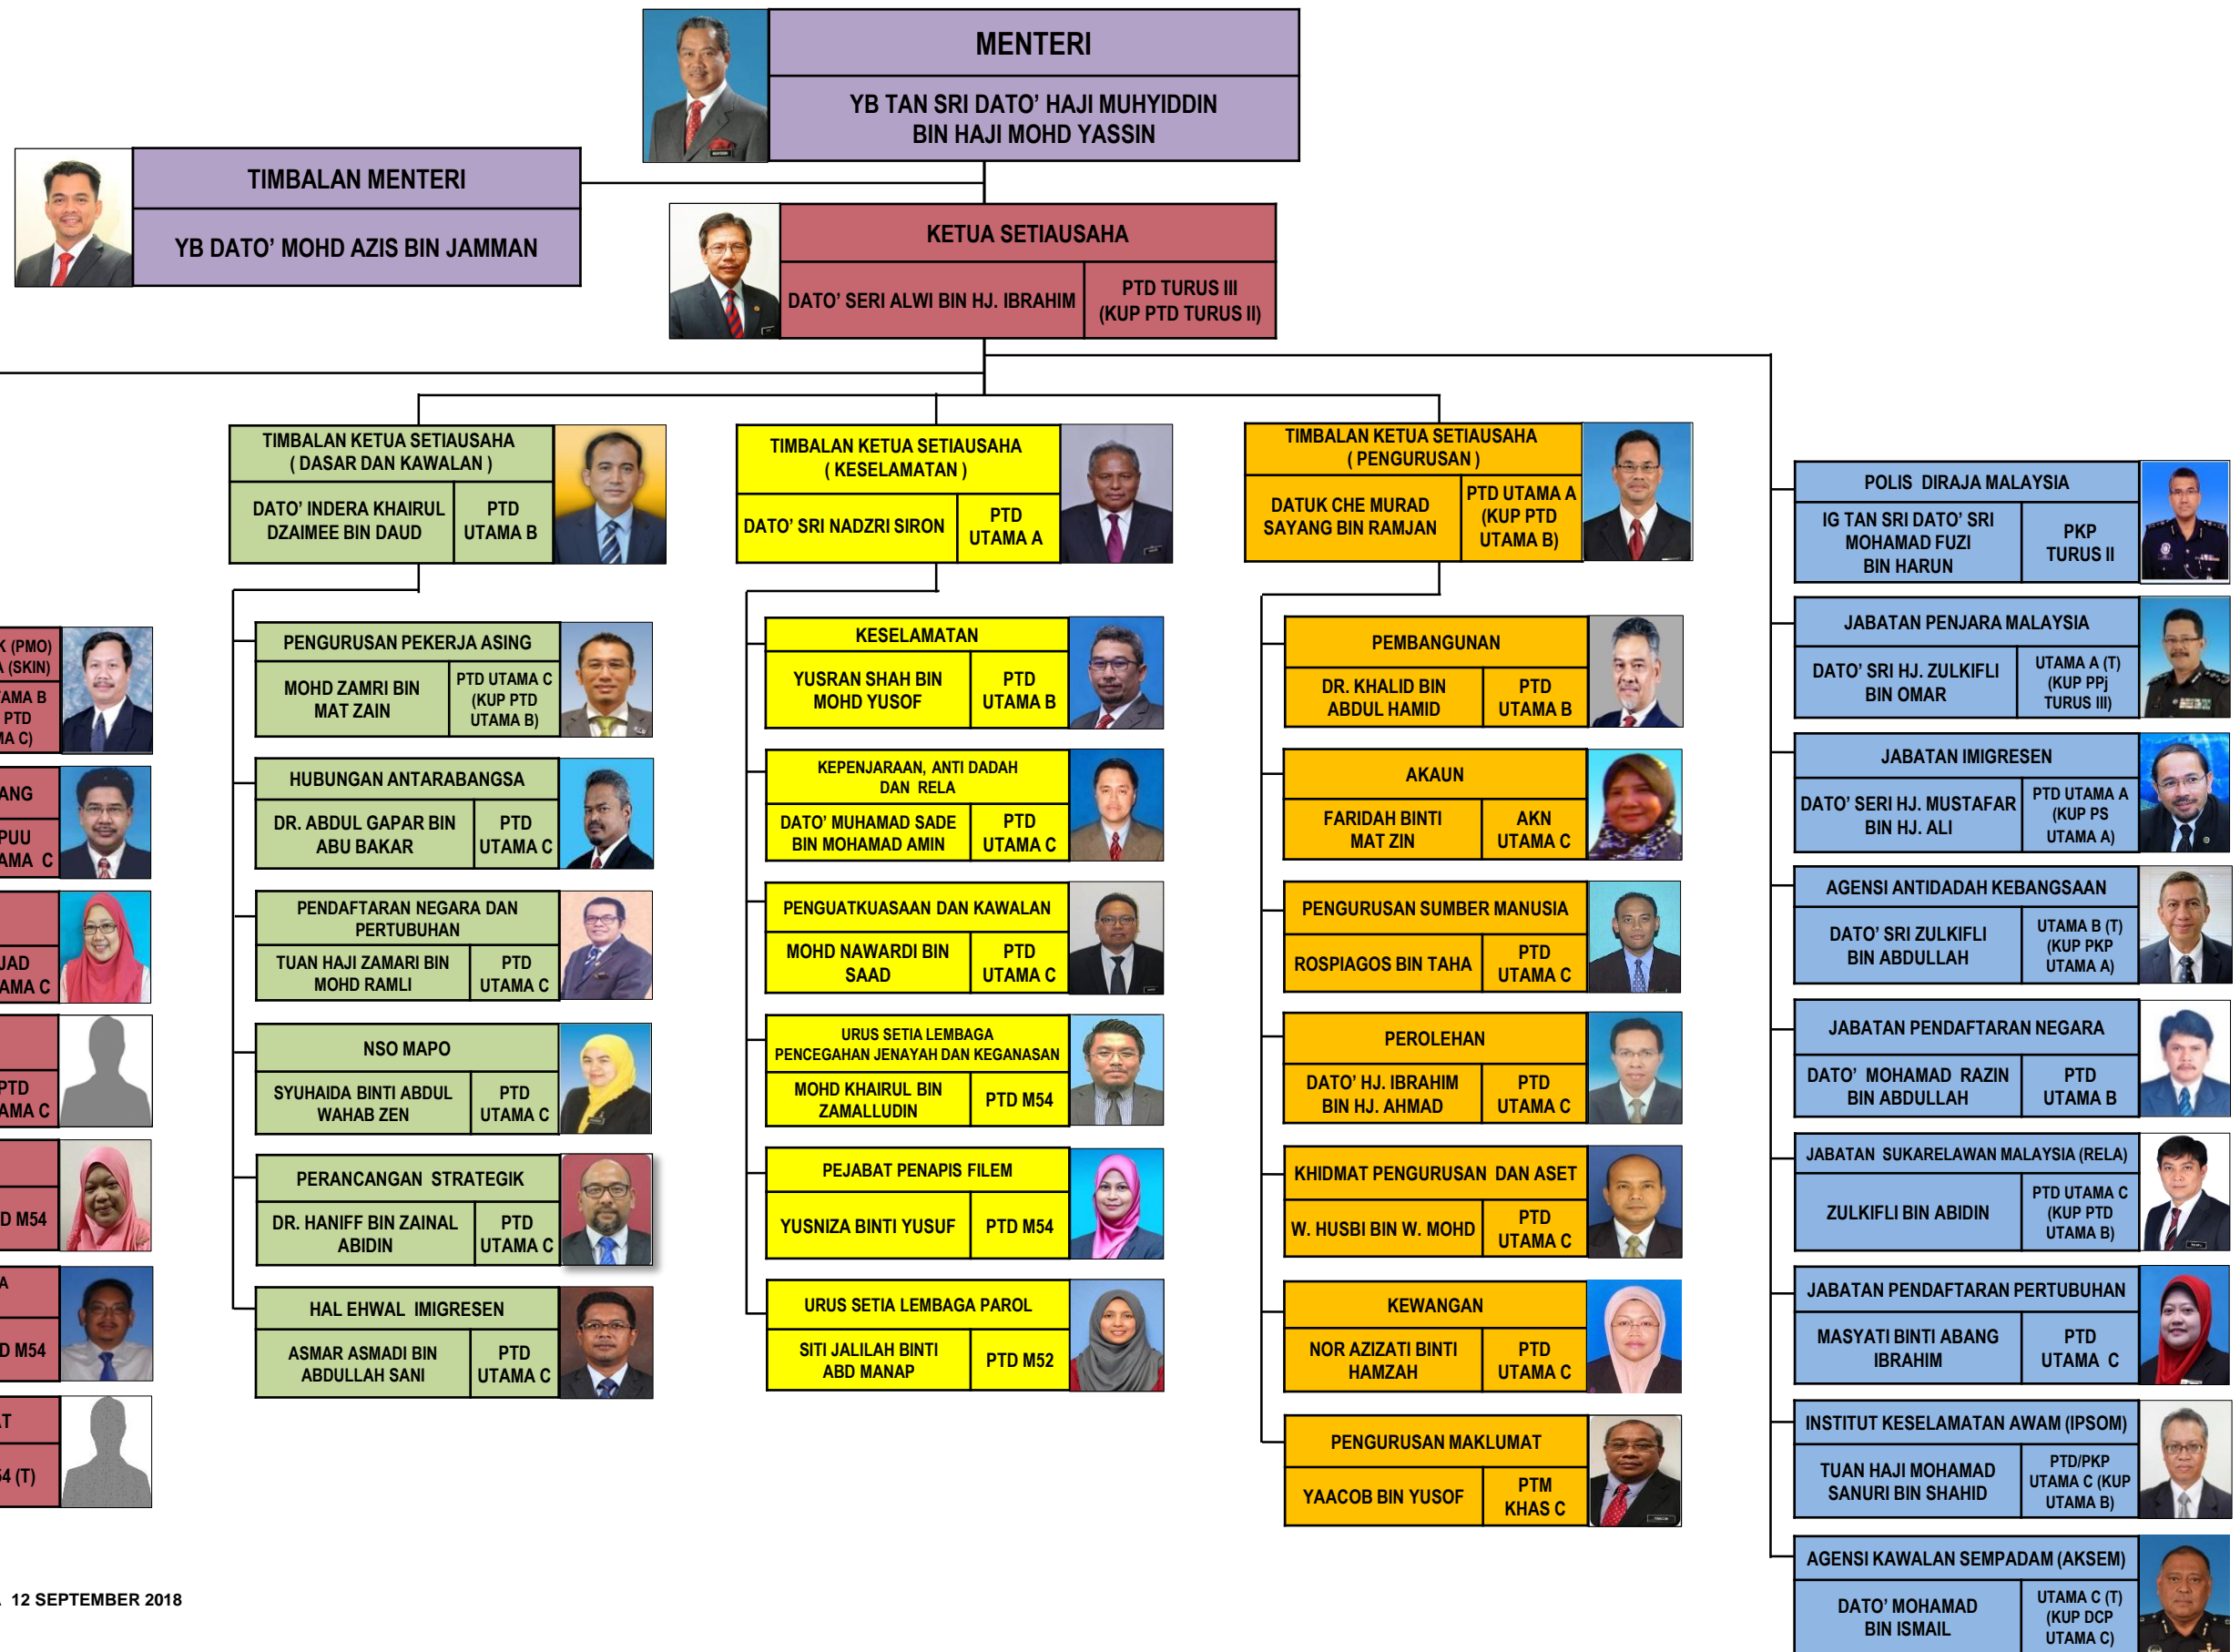 MENTERI
YB TAN SRI DATO’ HAJI MUHYIDDIN
BIN HAJI MOHD YASSIN
TIMBALAN MENTERI
YB DATO’ MOHD AZIS BIN JAMMAN
KETUA SETIAUSAHA
DATO’ SERI ALWI BIN HJ. IBRAHIM
PTD TURUS III
(KUP PTD TURUS II)
K (PMO)
A (SKIN)
AMA B
PTD
MA C)
ANG
PUU
AMA C
JAD
AMA C
PTD
AMA C
D M54
A
D M54
AT
54 (T)
TIMBALAN KETUA SETIAUSAHA
( DASAR DAN KAWALAN )
DATO’ INDERA KHAIRUL
DZAIMEE BIN DAUD
PTD
UTAMA B
PENGURUSAN PEKERJA ASING
MOHD ZAMRI BIN
MAT ZAIN
PTD UTAMA C
(KUP PTD
UTAMA B)
HUBUNGAN ANTARABANGSA
DR. ABDUL GAPAR BIN
ABU BAKAR
PTD
UTAMA C
PENDAFTARAN NEGARA DAN
PERTUBUHAN
TUAN HAJI ZAMARI BIN
MOHD RAMLI
PTD
UTAMA C
NSO MAPO
SYUHAIDA BINTI ABDUL
WAHAB ZEN
PTD
UTAMA C
PERANCANGAN STRATEGIK
DR. HANIFF BIN ZAINAL
ABIDIN
PTD
UTAMA C
HAL EHWAL IMIGRESEN
ASMAR ASMADI BIN
ABDULLAH SANI
PTD
UTAMA C
TIMBALAN KETUA SETIAUSAHA
( KESELAMATAN )
DATO’ SRI NADZRI SIRON
PTD
UTAMA A
KESELAMATAN
YUSRAN SHAH BIN
MOHD YUSOF
PTD
UTAMA B
KEPENJARAAN, ANTI DADAH
DAN RELA
DATO’ MUHAMAD SADE
BIN MOHAMAD AMIN
PTD
UTAMA C
PENGUATKUASAAN DAN KAWALAN
MOHD NAWARDI BIN
SAAD
PTD
UTAMA C
URUS SETIA LEMBAGA
PENCEGAHAN JENAYAH DAN KEGANASAN
MOHD KHAIRUL BIN
ZAMALLUDIN
PTD M54
PEJABAT PENAPIS FILEM
YUSNIZA BINTI YUSUF
PTD M54
URUS SETIA LEMBAGA PAROL
SITI JALILAH BINTI
ABD MANAP
PTD M52
TIMBALAN KETUA SETIAUSAHA
( PENGURUSAN )
DATUK CHE MURAD
SAYANG BIN RAMJAN
PTD UTAMA A
(KUP PTD
UTAMA B)
PEMBANGUNAN
DR. KHALID BIN
ABDUL HAMID
PTD
UTAMA B
AKAUN
FARIDAH BINTI
MAT ZIN
AKN
UTAMA C
PENGURUSAN SUMBER MANUSIA
ROSPIAGOS BIN TAHA
PTD
UTAMA C
PEROLEHAN
DATO’ HJ. IBRAHIM
BIN HJ. AHMAD
PTD
UTAMA C
KHIDMAT PENGURUSAN DAN ASET
W. HUSBI BIN W. MOHD
PTD
UTAMA C
KEWANGAN
NOR AZIZATI BINTI
HAMZAH
PTD
UTAMA C
PENGURUSAN MAKLUMAT
YAACOB BIN YUSOF
PTM
KHAS C
POLIS DIRAJA MALAYSIA
IG TAN SRI DATO’ SRI
MOHAMAD FUZI
BIN HARUN
PKP
TURUS II
JABATAN PENJARA MALAYSIA
DATO’ SRI HJ. ZULKIFLI
BIN OMAR
UTAMA A (T)
(KUP PPj
TURUS III)
JABATAN IMIGRESEN
DATO’ SERI HJ. MUSTAFAR
BIN HJ. ALI
PTD UTAMA A
(KUP PS
UTAMA A)
AGENSI ANTIDADAH KEBANGSAAN
DATO’ SRI ZULKIFLI
BIN ABDULLAH
UTAMA B (T)
(KUP PKP
UTAMA A)
JABATAN PENDAFTARAN NEGARA
DATO’ MOHAMAD RAZIN
BIN ABDULLAH
PTD
UTAMA B
JABATAN SUKARELAWAN MALAYSIA (RELA)
ZULKIFLI BIN ABIDIN
PTD UTAMA C
(KUP PTD
UTAMA B)
JABATAN PENDAFTARAN PERTUBUHAN
MASYATI BINTI ABANG
IBRAHIM
PTD
UTAMA C
INSTITUT KESELAMATAN AWAM (IPSOM)
TUAN HAJI MOHAMAD
SANURI BIN SHAHID
PTD/PKP
UTAMA C (KUP
UTAMA B)
AGENSI KAWALAN SEMPADAM (AKSEM)
DATO’ MOHAMAD
BIN ISMAIL
UTAMA C (T)
(KUP DCP
UTAMA C)
12 SEPTEMBER 2018